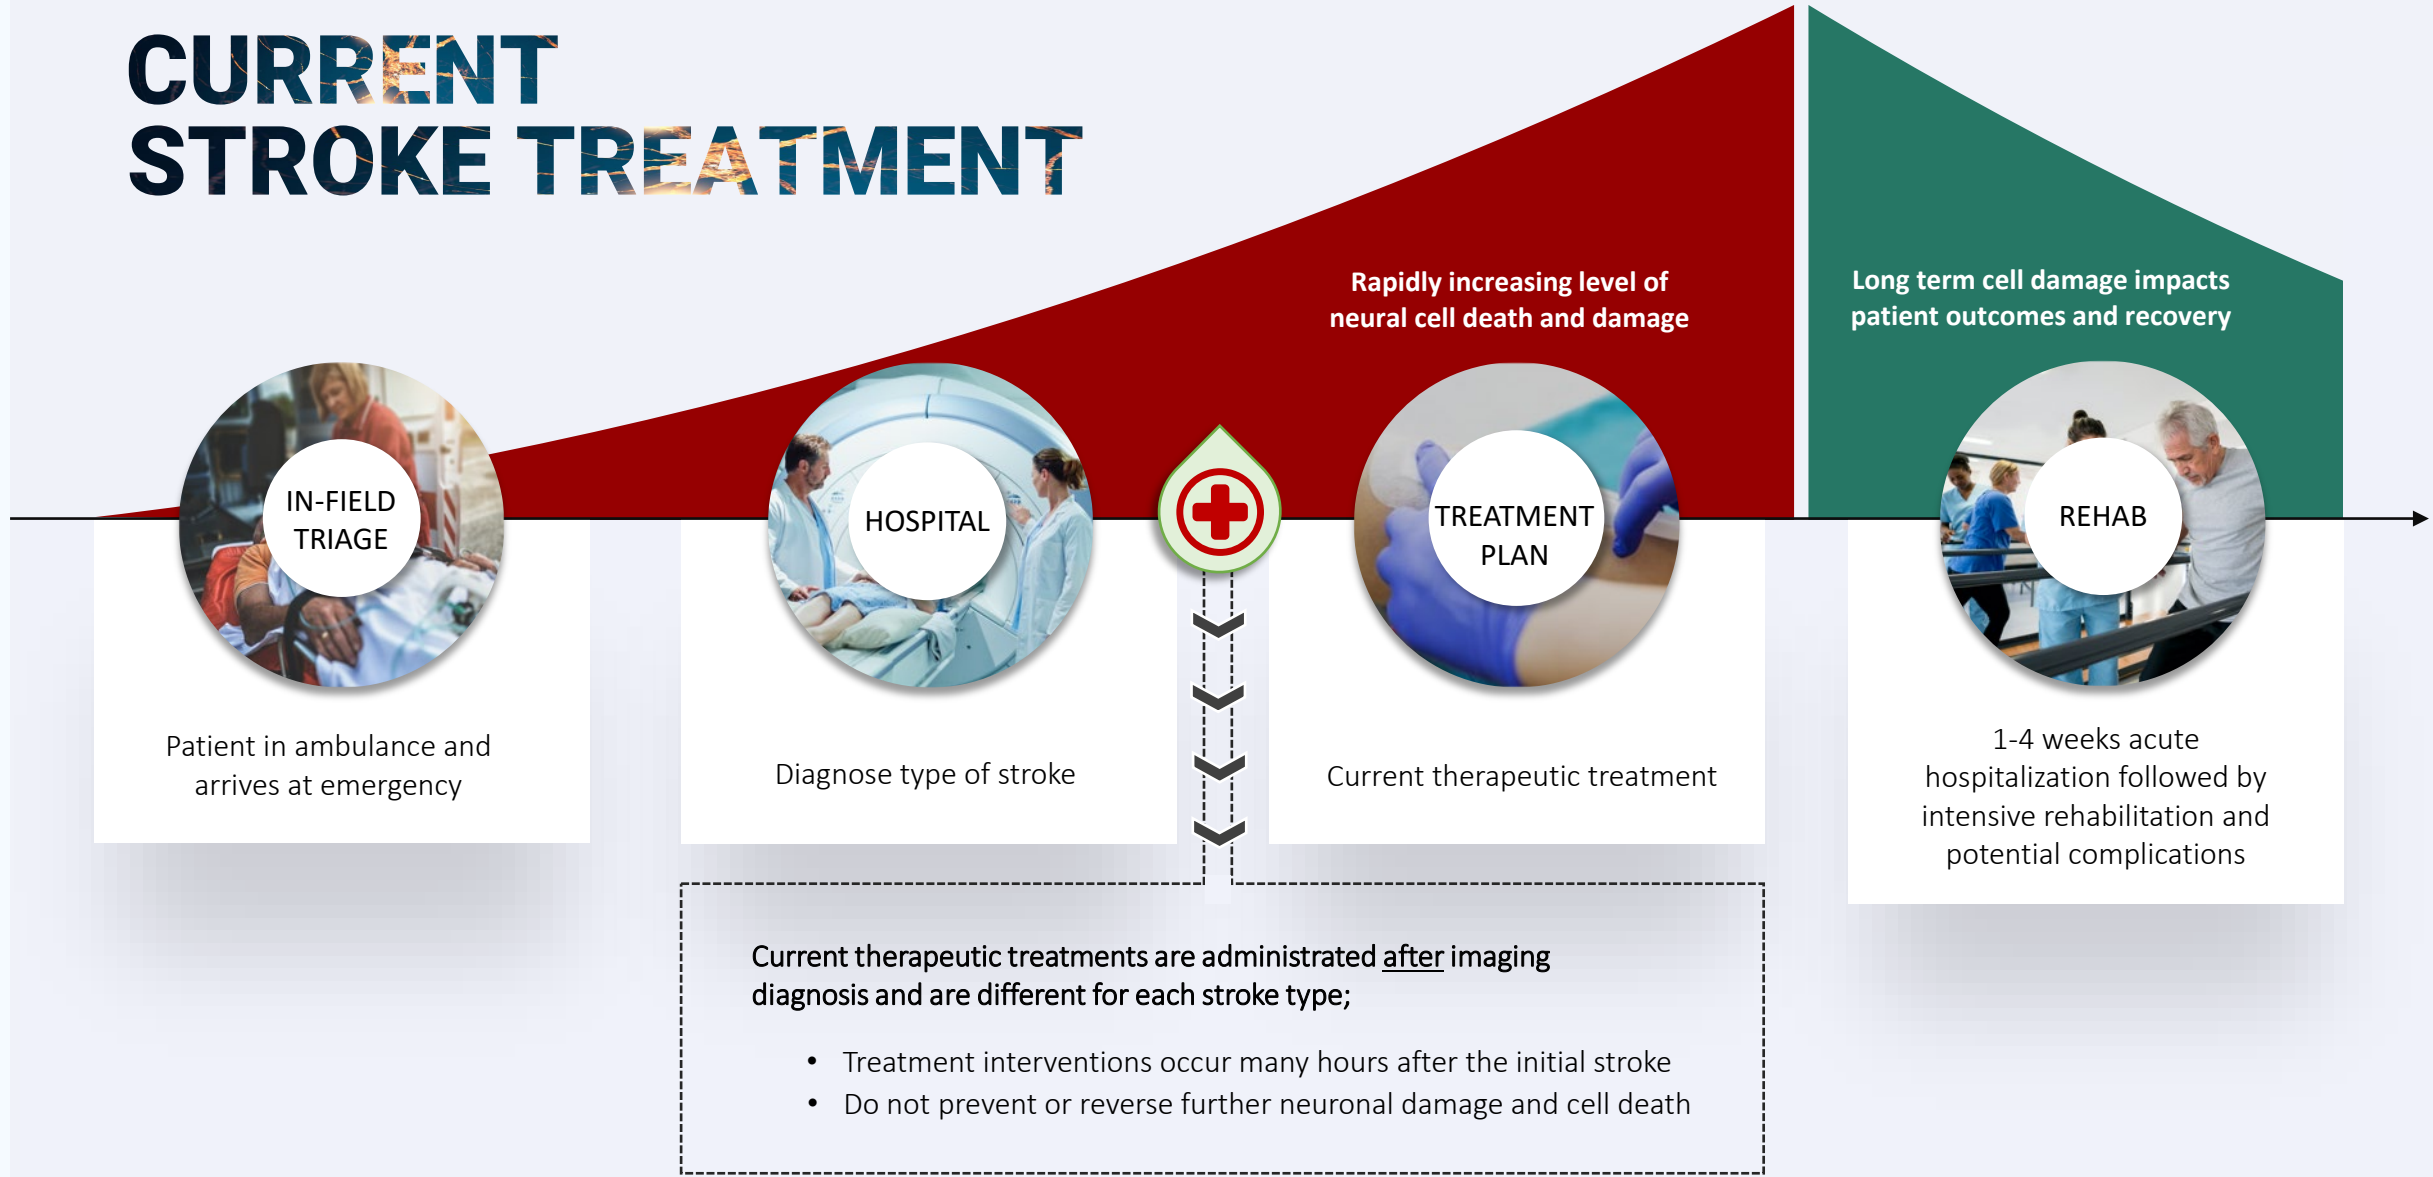 CURRENT
STROKE TREATMENT
Rapidly increasing level of
neural cell death and damage
Long term cell damage impacts
patient outcomes and recovery
IN-FIELD
TRIAGE
HOSPITAL
TREATMENT
PLAN
REHAB
Patient in ambulance and
arrives at emergency
Diagnose type of stroke
Current therapeutic treatment
1-4 weeks acute
hospitalization followed by
intensive rehabilitation and
potential complications
Current therapeutic treatments are administrated after imaging
diagnosis and are different for each stroke type;
• Treatment interventions occur many hours after the initial stroke
• Do not prevent or reverse further neuronal damage and cell death